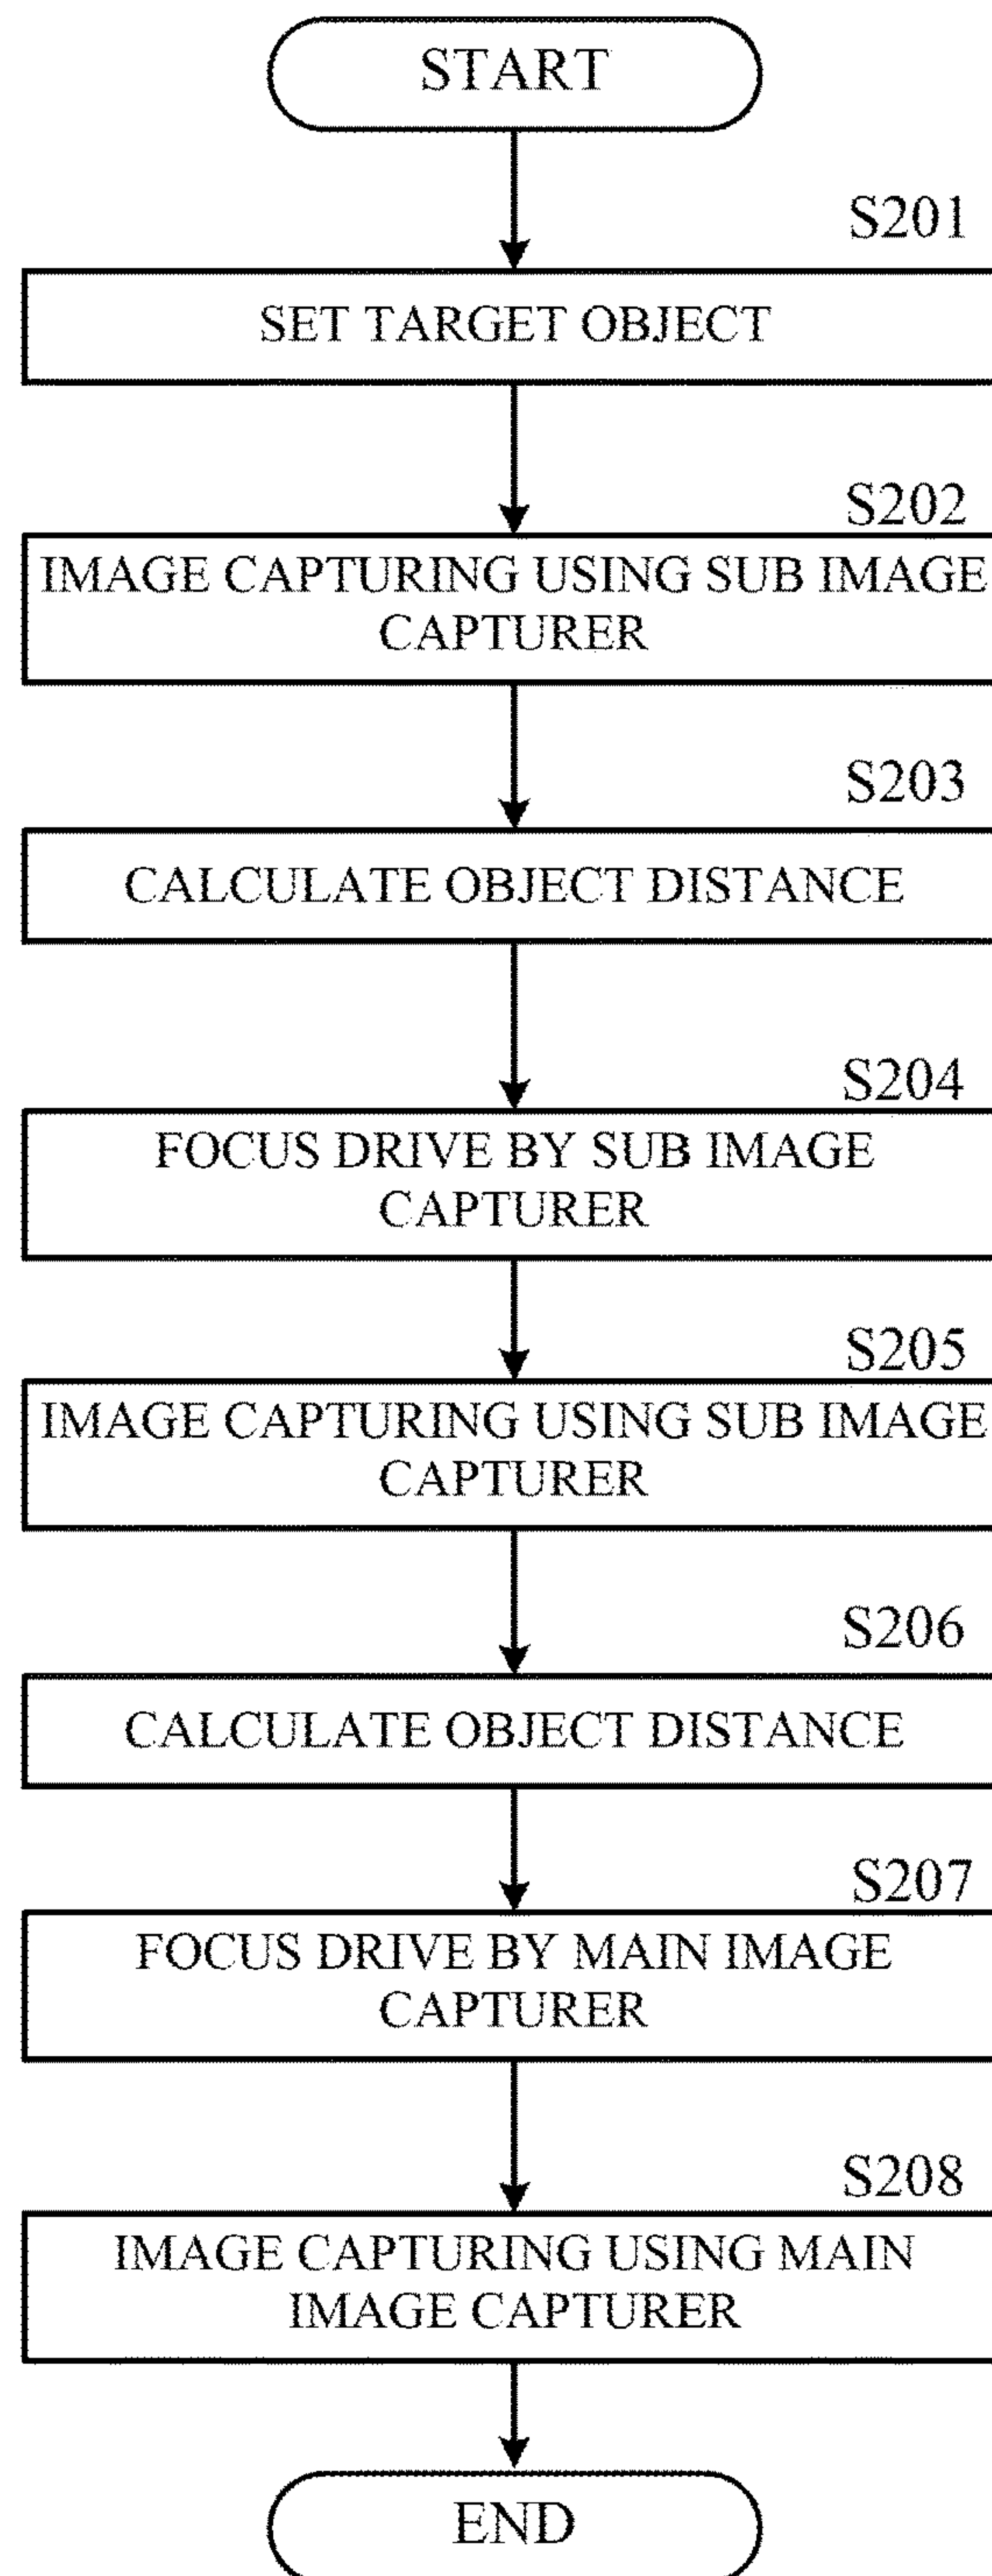 START
S201
SET TARGET OBJECT
S202
IMAGE CAPTURING USING SUB IMAGE
CAPTURER
S203
CALCULATE OBJECT DISTANCE
S204
FOCUS DRIVE BY SUB IMAGE
CAPTURER
S205
IMAGE CAPTURING USING SUB IMAGE
CAPTURER
S206
CALCULATE OBJECT DISTANCE
S207
FOCUS DRIVE BY MAIN IMAGE
CAPTURER
S208
IMAGE CAPTURING USING MAIN
IMAGE CAPTURER
END